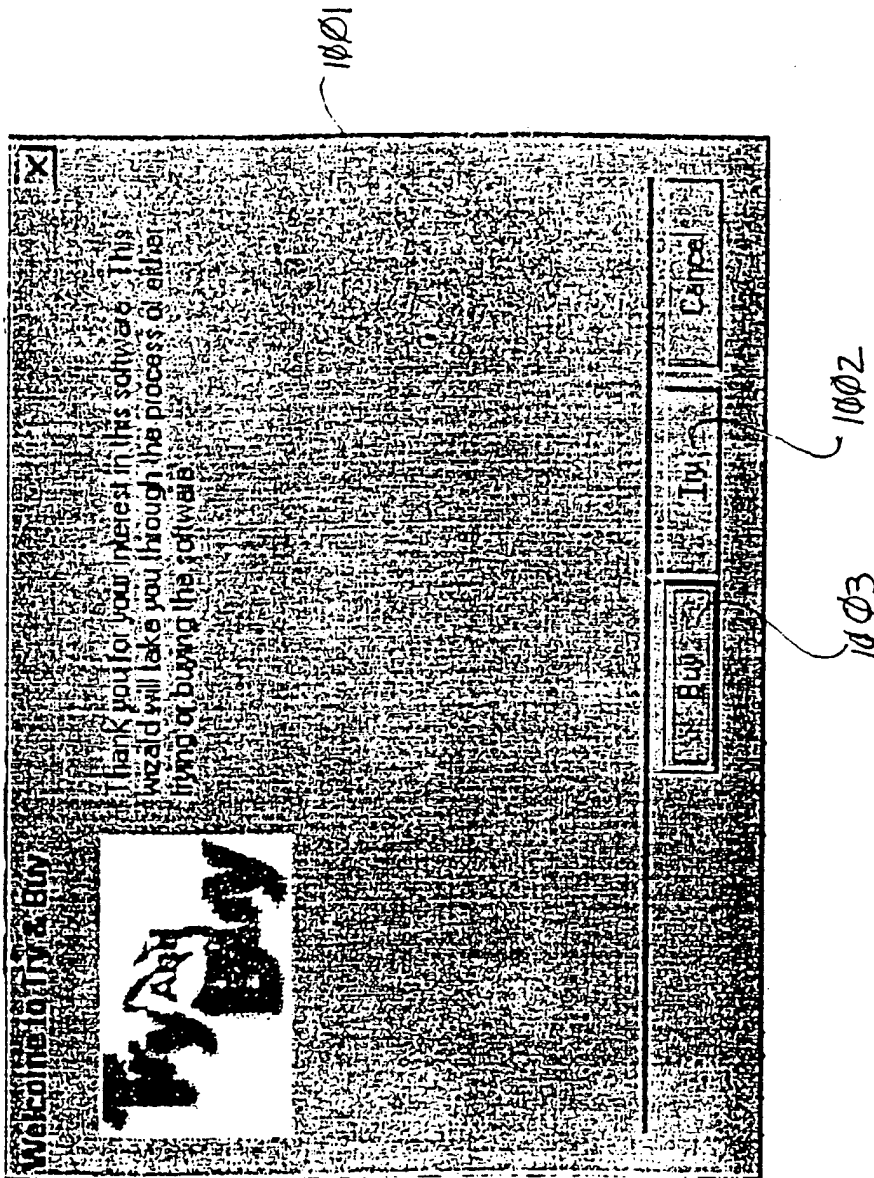 Welcome to Try & Buy
X
Try And Buy
Thank you for your interest in this software. This
wizard will take you through the process of either
trying or buying the software
Buy
Try
Cancel
1001
1002
1003